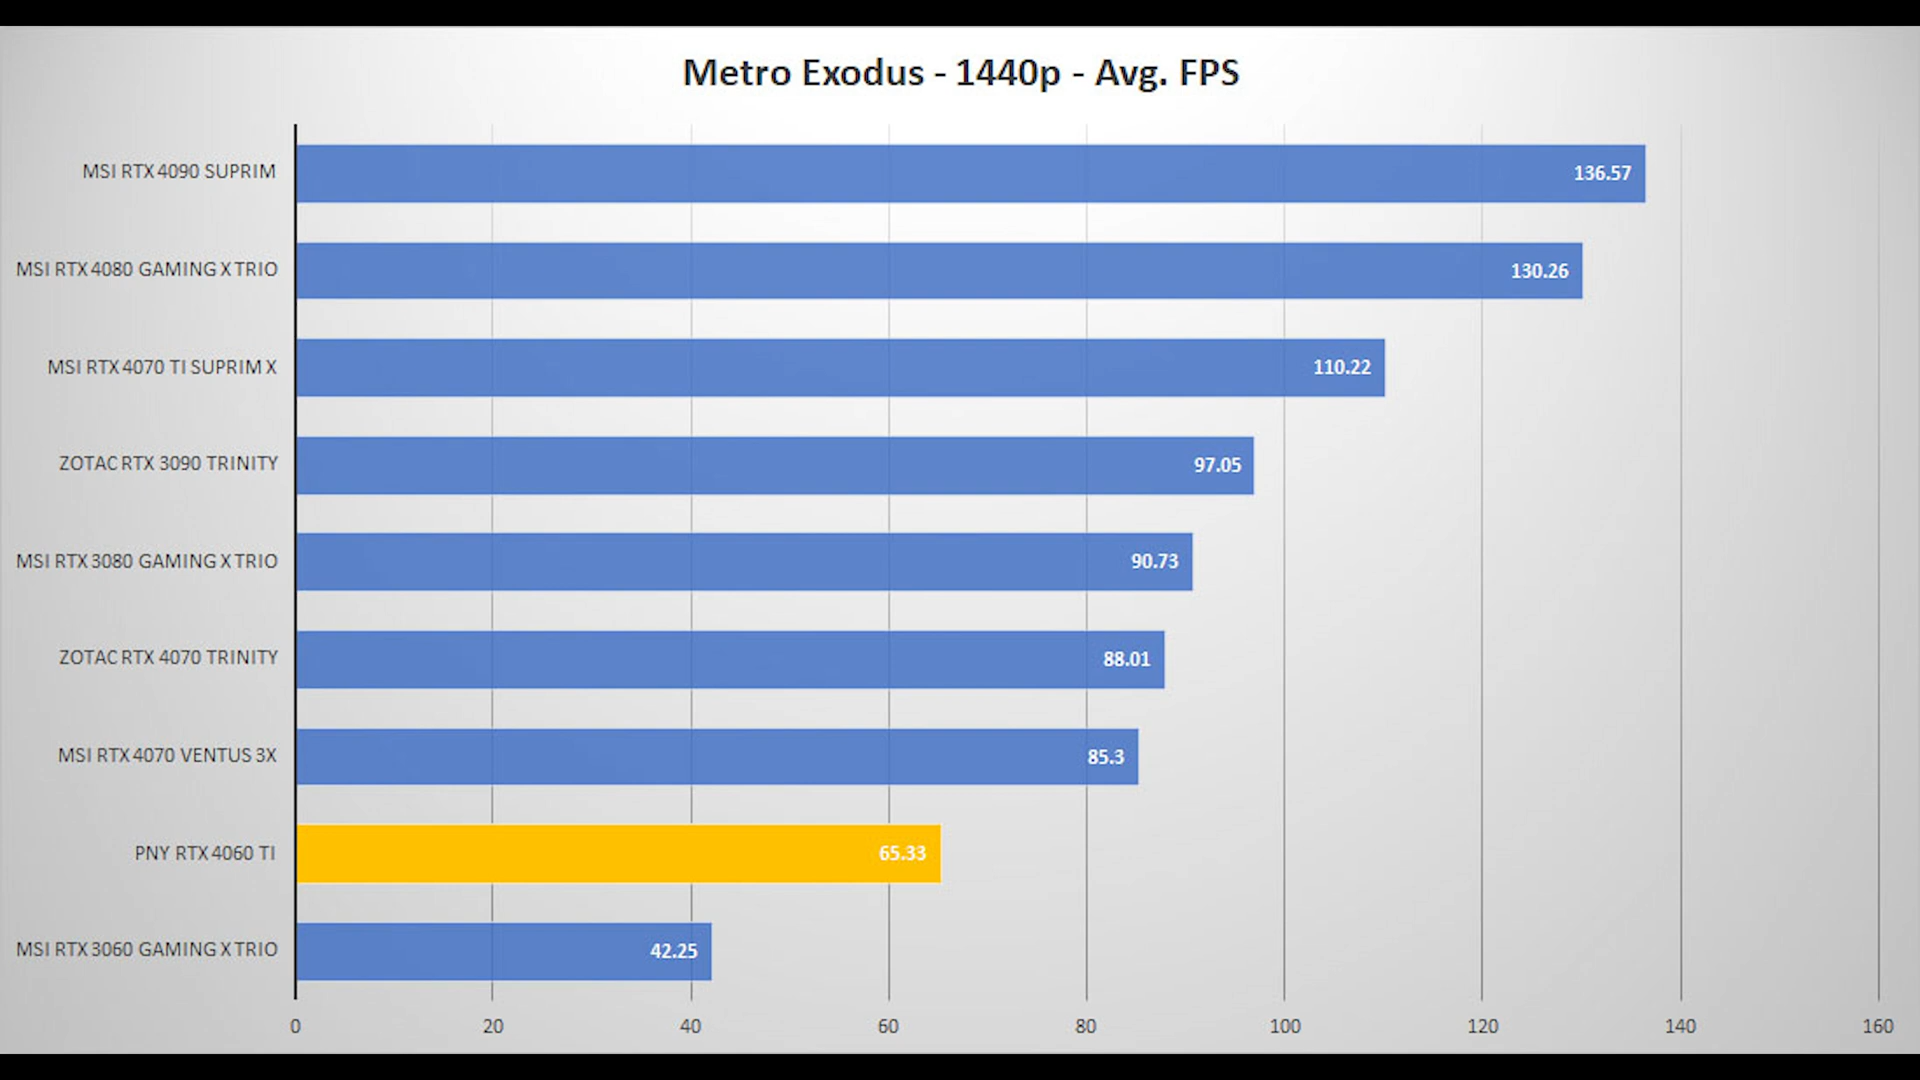 Metro Exodus - 1440p - Avg. FPS
MSI RTX 4090 SUPRIM 136.57
MSI RTX 4080 GAMING X TRIO 130.26
MSI RTX 4070 TI SUPRIM X 110.22
ZOTAC RTX 3090 TRINITY 97.05
MSI RTX 3080 GAMING X TRIO 90.73
ZOTAC RTX 4070 TRINITY 88.01
MSI RTX 4070 VENTUS 3X 85.3
PNY RTX 4060 TI 65.33
MSI RTX 3060 GAMING X TRIO 42.25
0 20 40 60 80 100 120 140 160